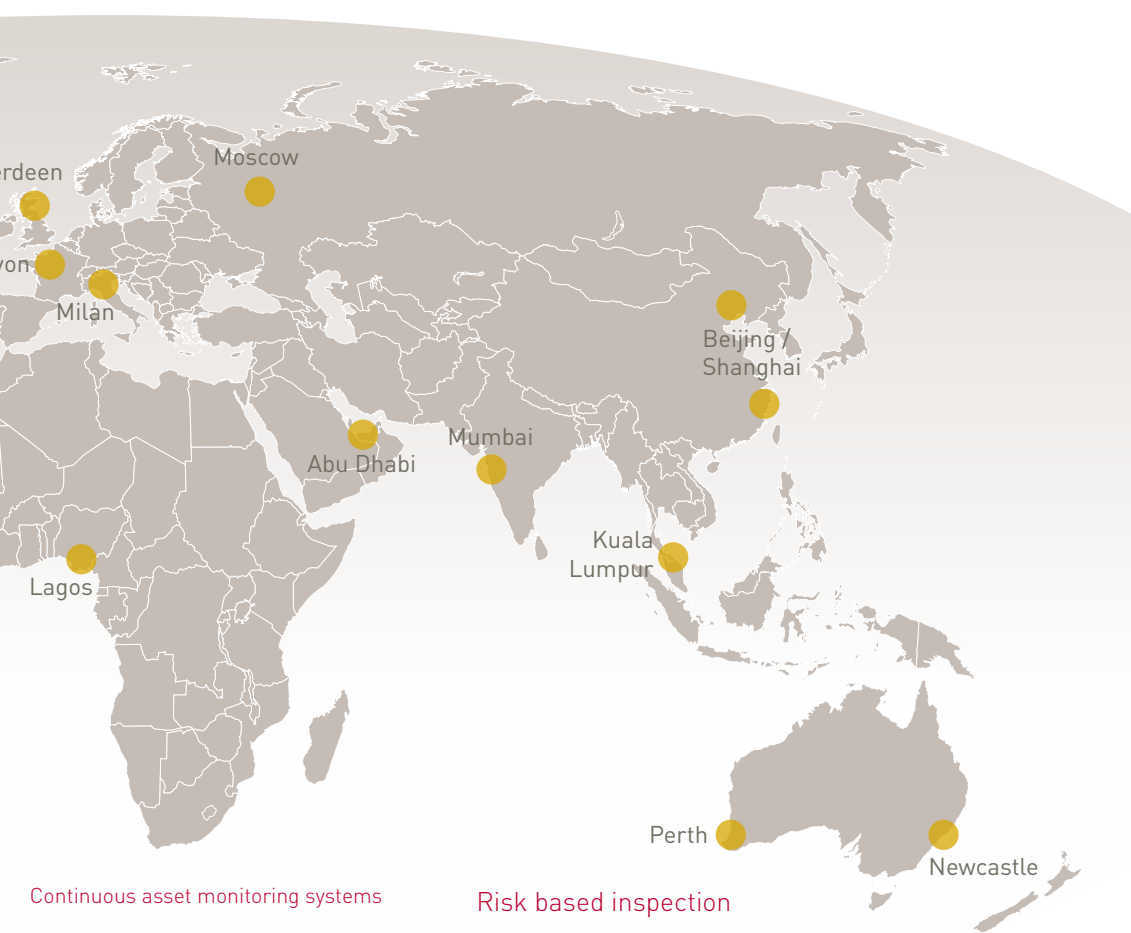 Moscow
erdeen
yon
Milan
Beijing /
Shanghai
Mumbai
Abu Dhabi
Kuala
Lumpur
Lagos
Perth
Newcastle
Continuous asset monitoring systems
Risk based inspection